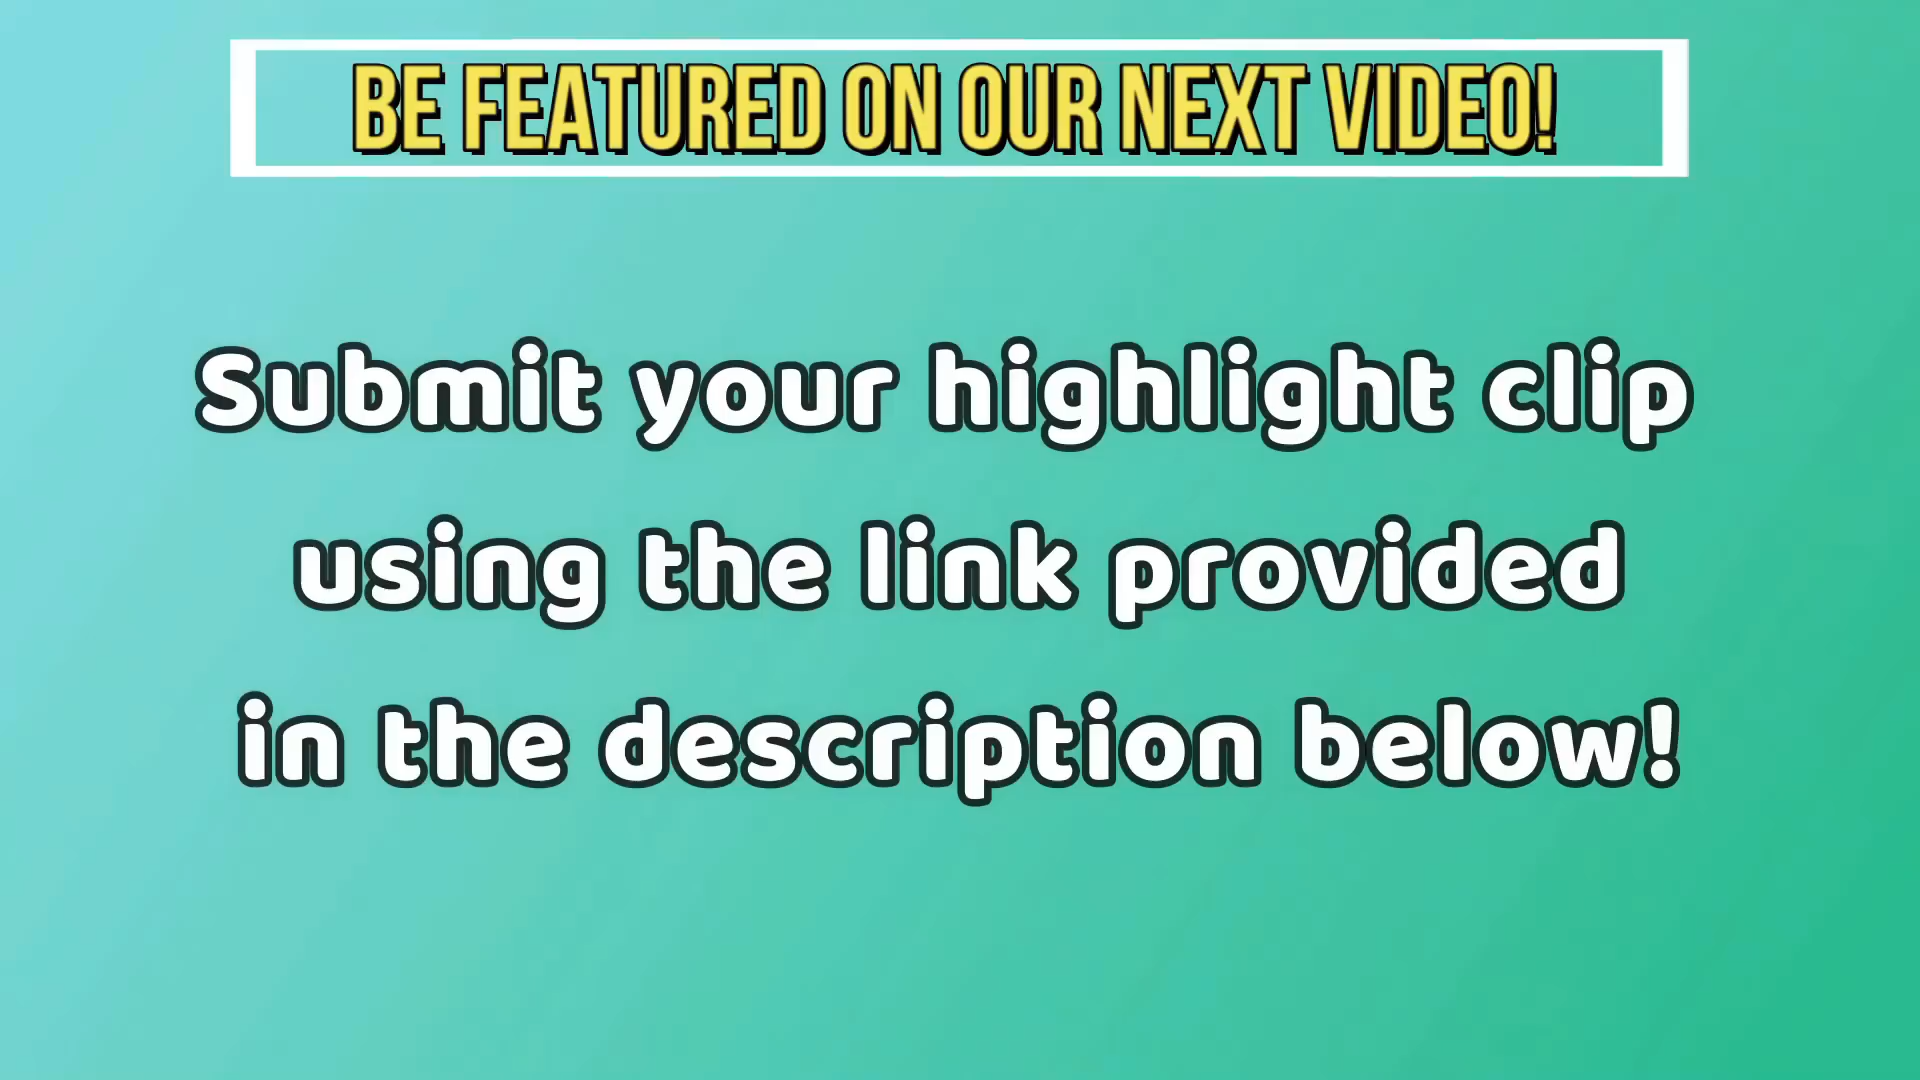 BE FEATURED ON OUR NEXT VIDEO!
Submit your highlight clip
using the link provided
in the description below!